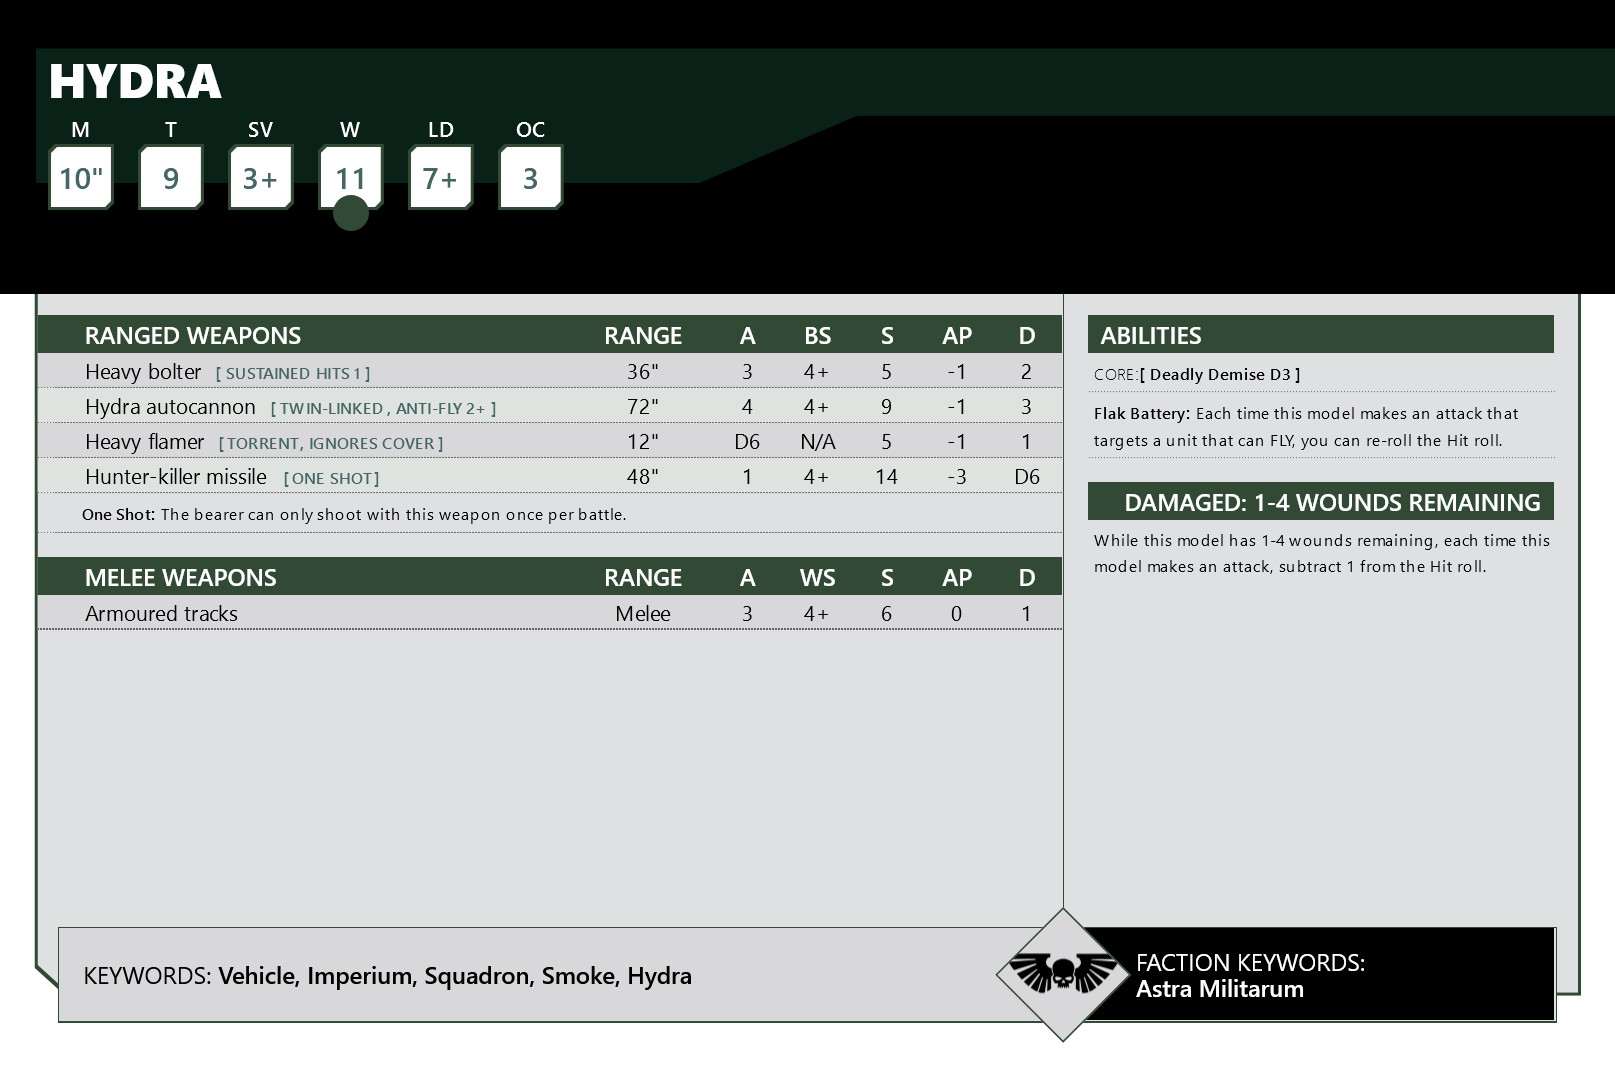 HYDRA
M T SV W LD OC
10" 9 3+ 11 7+ 3
RANGED WEAPONS RANGE A BS S AP D
Heavy bolter [ SUSTAINED HITS 1 ] 36" 3 4+ 5 -1 2
Hydra autocannon [ TWIN-LINKED , ANTI-FLY 2+ ] 72" 4 4+ 9 -1 3
Heavy flamer [ TORRENT, IGNORES COVER ] 12" D6 N/A 5 -1 1
Hunter-killer missile [ ONE SHOT ] 48" 1 4+ 14 -3 D6
One Shot: The bearer can only shoot with this weapon once per battle.
MELEE WEAPONS RANGE A WS S AP D
Armoured tracks Melee 3 4+ 6 0 1
ABILITIES
CORE:[ Deadly Demise D3 ]
Flak Battery: Each time this model makes an attack that
targets a unit that can FLY, you can re-roll the Hit roll.
DAMAGED: 1-4 WOUNDS REMAINING
While this model has 1-4 wounds remaining, each time this
model makes an attack, subtract 1 from the Hit roll.
KEYWORDS: Vehicle, Imperium, Squadron, Smoke, Hydra
FACTION KEYWORDS:
Astra Militarum